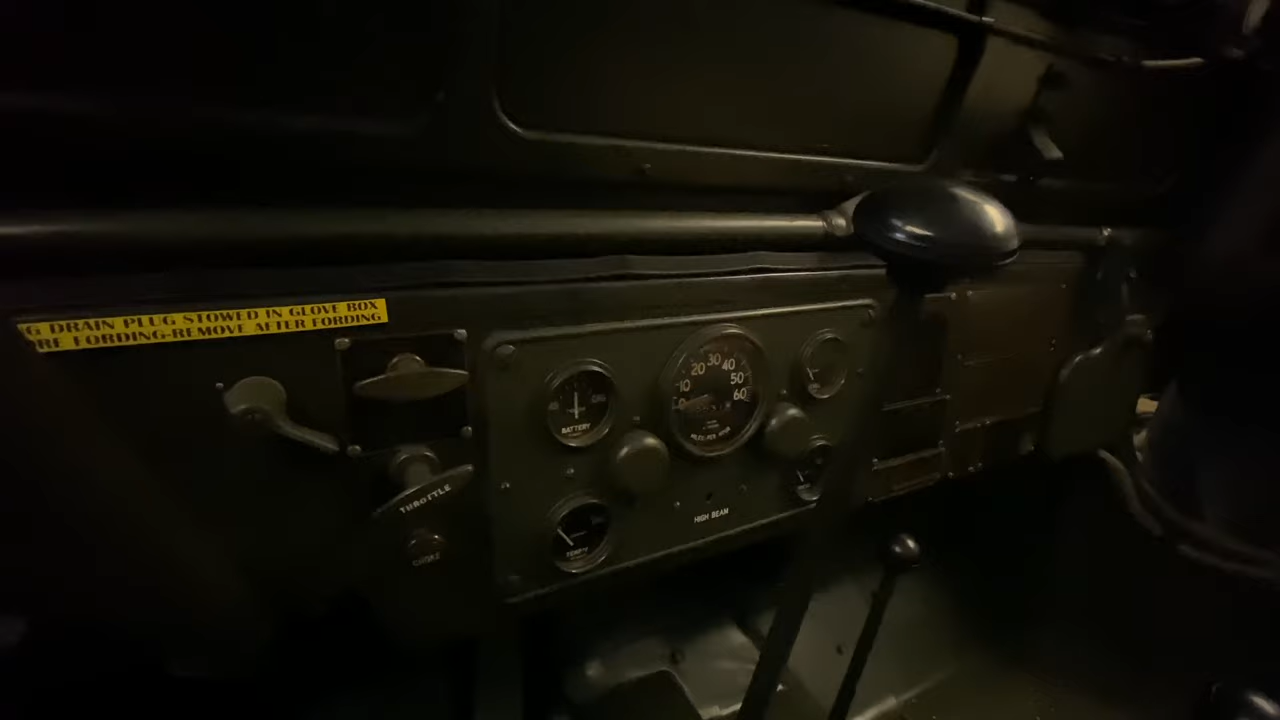 G DRAIN PLUG STOWED IN GLOVE BOX
ORE FORDING-REMOVE AFTER FORDING
10 20 30 40 50 60
BATTERY
MILES PER HOUR
THROTTLE
HIGH BEAM
TEMP
CHOKE